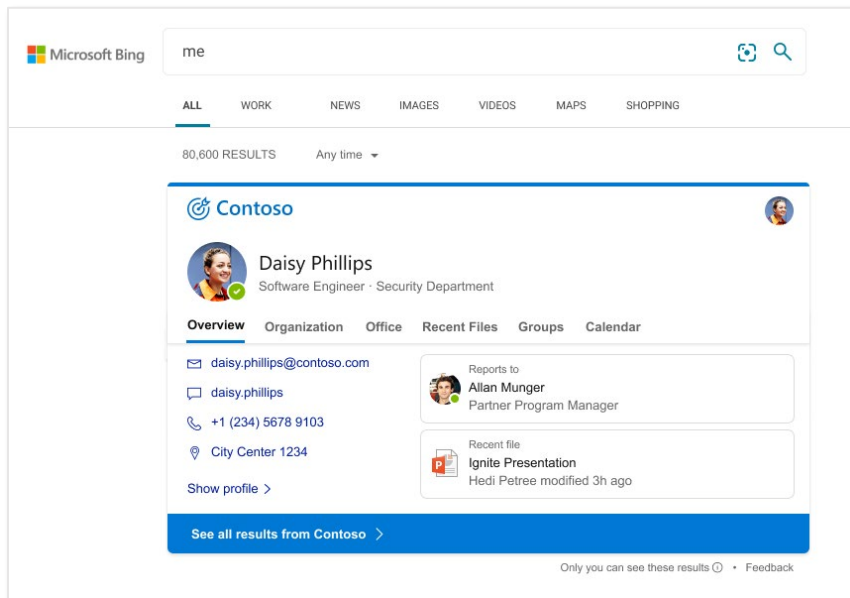 Microsoft Bing
me
ALL WORK NEWS IMAGES VIDEOS MAPS SHOPPING
80,600 RESULTS Any time
Contoso
Daisy Phillips
Software Engineer · Security Department
Overview Organization Office Recent Files Groups Calendar
daisy.phillips@contoso.com
daisy.phillips
+1 (234) 5678 9103
City Center 1234
Show profile >
Reports to
Allan Munger
Partner Program Manager
Recent file
Ignite Presentation
Hedi Petree modified 3h ago
See all results from Contoso >
Only you can see these results • Feedback